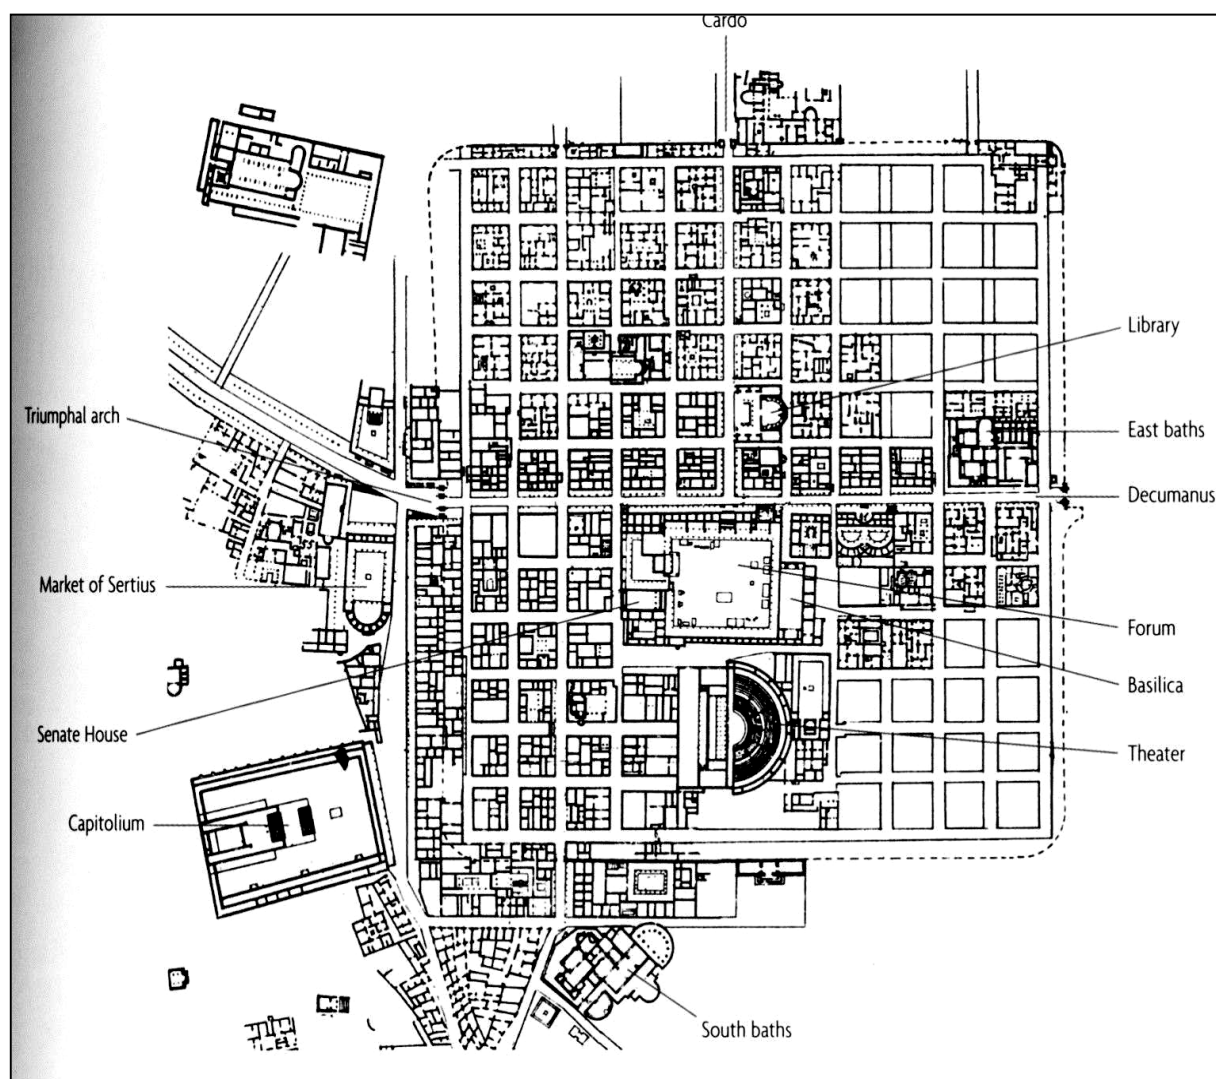 Cardo
Library
Triumphal arch
East baths
Decumanus
Market of Sertius
Forum
Basilica
Senate House
Theater
Capitolium
South baths